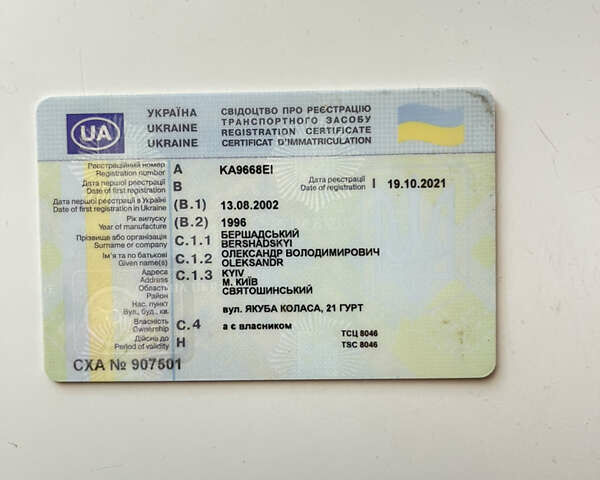 UA
УКРАЇНА
UKRAINE
UKRAINE
СВІДОЦТВО ПРО РЕЄСТРАЦІЮ
ТРАНСПОРТНОГО ЗАСОБУ
REGISTRATION CERTIFICATE
CERTIFICAT D'IMMATRICULATION
Реєстраційний номер A KA9668EI
Registration number
Дата першої реєстрації B Дата реєстрації I 19.10.2021
Date of first registration Date of registration
Дата першої реєстрації в Україні (B.1) 13.08.2002
Date of first registration in Ukraine
Рік випуску (B.2) 1996
Year of manufacture
Прізвище або організація C.1.1 БЕРШАДСЬКИЙ
Surname or company BERSHADSKYI
Ім'я та по батькові C.1.2 ОЛЕКСАНДР ВОЛОДИМИРОВИЧ
Given name(s) OLEKSANDR
Адреса C.1.3 KYIV
Address М. КИЇВ
Область СВЯТОШИНСЬКИЙ
Район
Нас. пункт вул. ЯКУБА КОЛАСА, 21 ГУРТ
Вул., буд., кв.
Власність C.4 а є власником ТСЦ 8046
Ownership
Дійсна до H TSC 8046
Period of validity
СХА № 907501